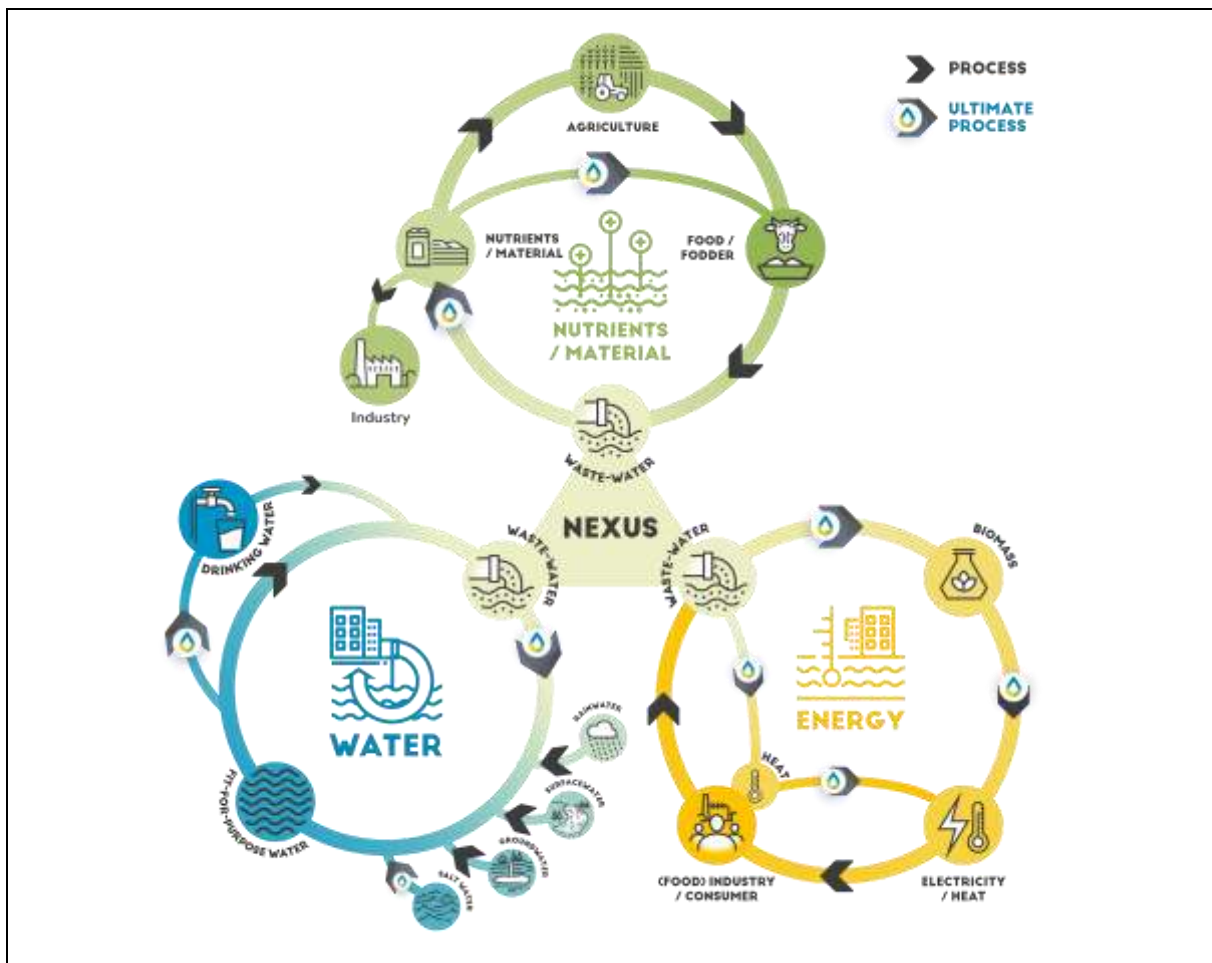 PROCESS
ULTIMATE
PROCESS
AGRICULTURE
NUTRIENTS
/ MATERIAL
FOOD /
FODDER
NUTRIENTS
/ MATERIAL
Industry
WASTE-WATER
NEXUS
DRINKING WATER
WASTE-WATER
WASTE-WATER
BIOMASS
WATER
ENERGY
RAINWATER
SURFACEWATER
GROUNDWATER
SALT WATER
FIT-FOR-PURPOSE WATER
HEAT
(FOOD) INDUSTRY
/ CONSUMER
ELECTRICITY
/ HEAT